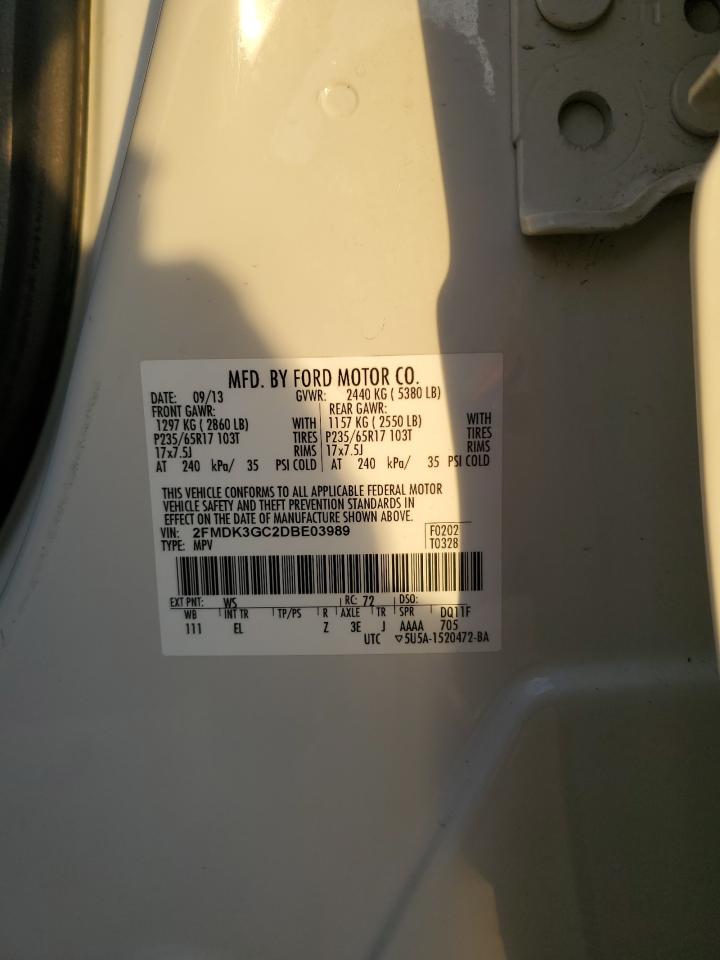 MFD. BY FORD MOTOR CO.
DATE: 09/13 GVWR: 2440 KG ( 5380 LB)
FRONT GAWR: REAR GAWR:
1297 KG ( 2860 LB) WITH 1157 KG ( 2550 LB) WITH
P235/65R17 103T TIRES P235/65R17 103T TIRES
17x7.5J RIMS 17x7.5J RIMS
AT 240 kPa/ 35 PSI COLD AT 240 kPa/ 35 PSI COLD
THIS VEHICLE CONFORMS TO ALL APPLICABLE FEDERAL MOTOR
VEHICLE SAFETY AND THEFT PREVENTION STANDARDS IN
EFFECT ON THE DATE OF MANUFACTURE SHOWN ABOVE.
VIN: 2FMDK3GC2DBE03989 F0202
TYPE: MPV T0328
EXT PNT: WS RC: 72 DSO:
WB INT TR TP/PS R AXLE TR SPR DQ11F
111 EL Z 3E J AAAA 705
UTC ▽5U5A-1520472-BA